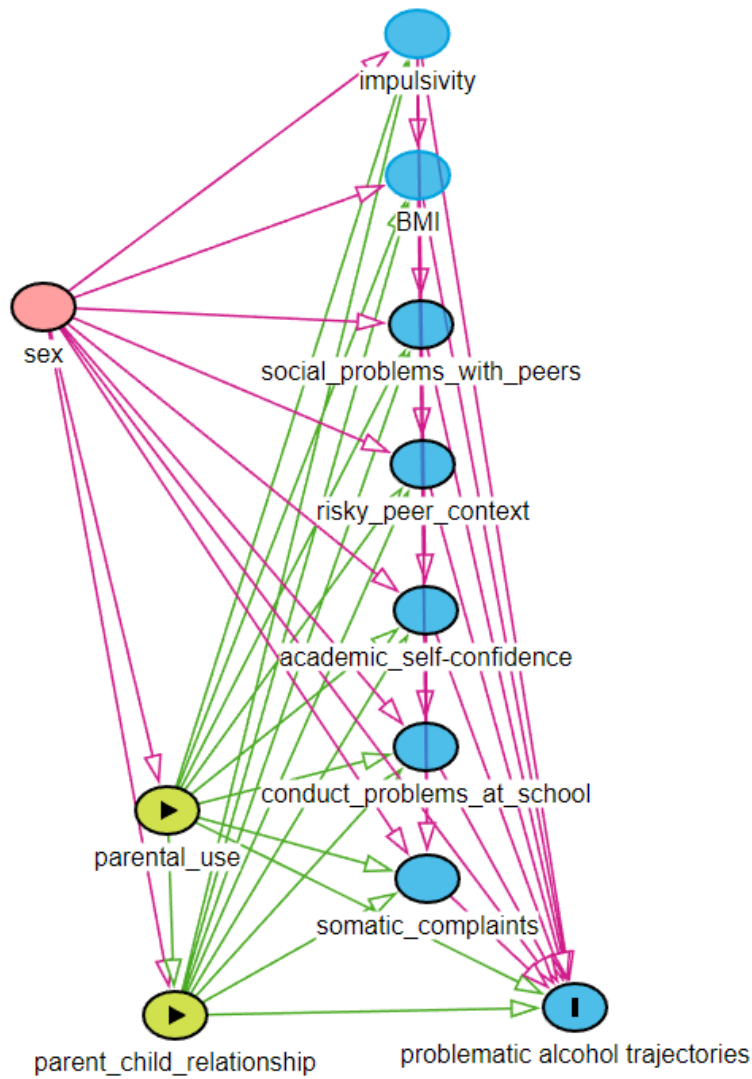 impulsivity
BMI
sex
social_problems_with_peers
risky_peer_context
academic_self-confidence
conduct_problems_at_school
parental_use
somatic_complaints
parent_child_relationship
problematic alcohol trajectories